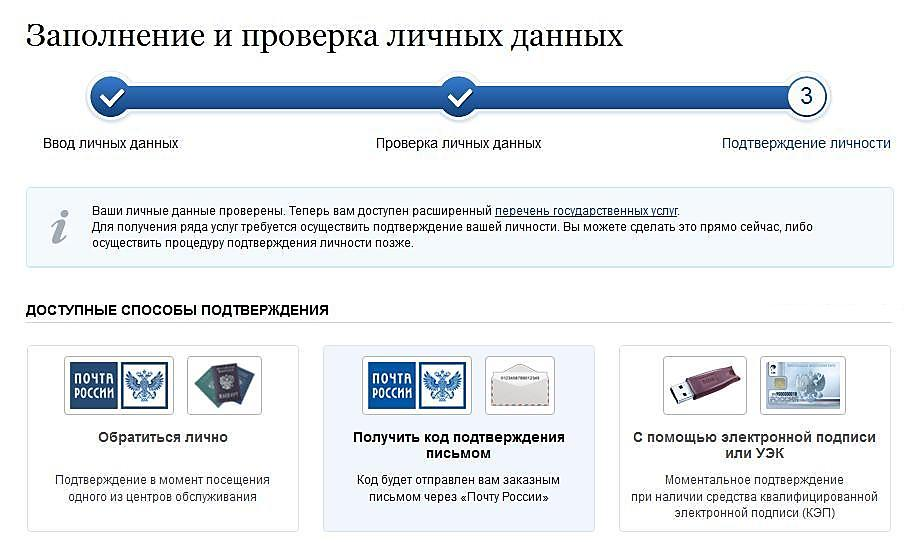 Заполнение и проверка личных данных
3
Ввод личных данных
Проверка личных данных
Подтверждение личности
i
Ваши личные данные проверены. Теперь вам доступен расширенный перечень государственных услуг.
Для получения ряда услуг требуется осуществить подтверждение вашей личности. Вы можете сделать это прямо сейчас, либо
осуществить процедуру подтверждения личности позже.
ДОСТУПНЫЕ СПОСОБЫ ПОДТВЕРЖДЕНИЯ
ПОЧТА
РОССИИ
Обратиться лично
Подтверждение в момент посещения
одного из центров обслуживания
ПОЧТА
РОССИИ
Получить код подтверждения
письмом
Код будет отправлен вам заказным
письмом через «Почту России»
С помощью электронной подписи
или УЭК
Моментальное подтверждение
при наличии средства квалифицированной
электронной подписи (КЭП)